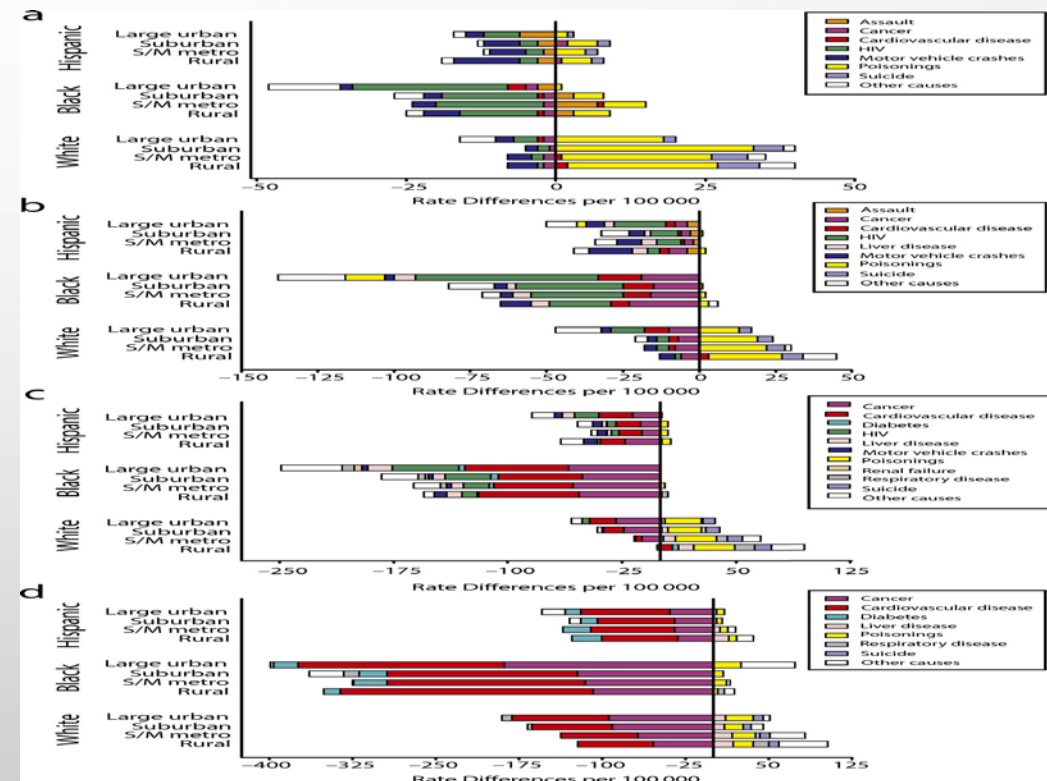 a
Hispanic
Large urban
Suburban
S/M metro
Rural
Black
Large urban
Suburban
S/M metro
Rural
White
Large urban
Suburban
S/M metro
Rural
−50 −25 0 25 50
Rate Differences per 100 000
Assault
Cancer
Cardiovascular disease
HIV
Motor vehicle crashes
Poisonings
Suicide
Other causes
b
Hispanic
Large urban
Suburban
S/M metro
Rural
Black
Large urban
Suburban
S/M metro
Rural
White
Large urban
Suburban
S/M metro
Rural
−150 −125 −100 −75 −50 −25 0 25 50
Rate Differences per 100 000
Assault
Cancer
Cardiovascular disease
HIV
Liver disease
Motor vehicle crashes
Poisonings
Suicide
Other causes
c
Hispanic
Large urban
Suburban
S/M metro
Rural
Black
Large urban
Suburban
S/M metro
Rural
White
Large urban
Suburban
S/M metro
Rural
−250 −175 −100 −25 50 125
Rate Differences per 100 000
Cancer
Cardiovascular disease
Diabetes
HIV
Liver disease
Motor vehicle crashes
Poisonings
Renal failure
Respiratory disease
Suicide
Other causes
d
Hispanic
Large urban
Suburban
S/M metro
Rural
Black
Large urban
Suburban
S/M metro
Rural
White
Large urban
Suburban
S/M metro
Rural
−400 −325 −250 −175 −100 −25 50 125
Rate Differences per 100 000
Cancer
Cardiovascular disease
Diabetes
Liver disease
Poisonings
Respiratory disease
Suicide
Other causes